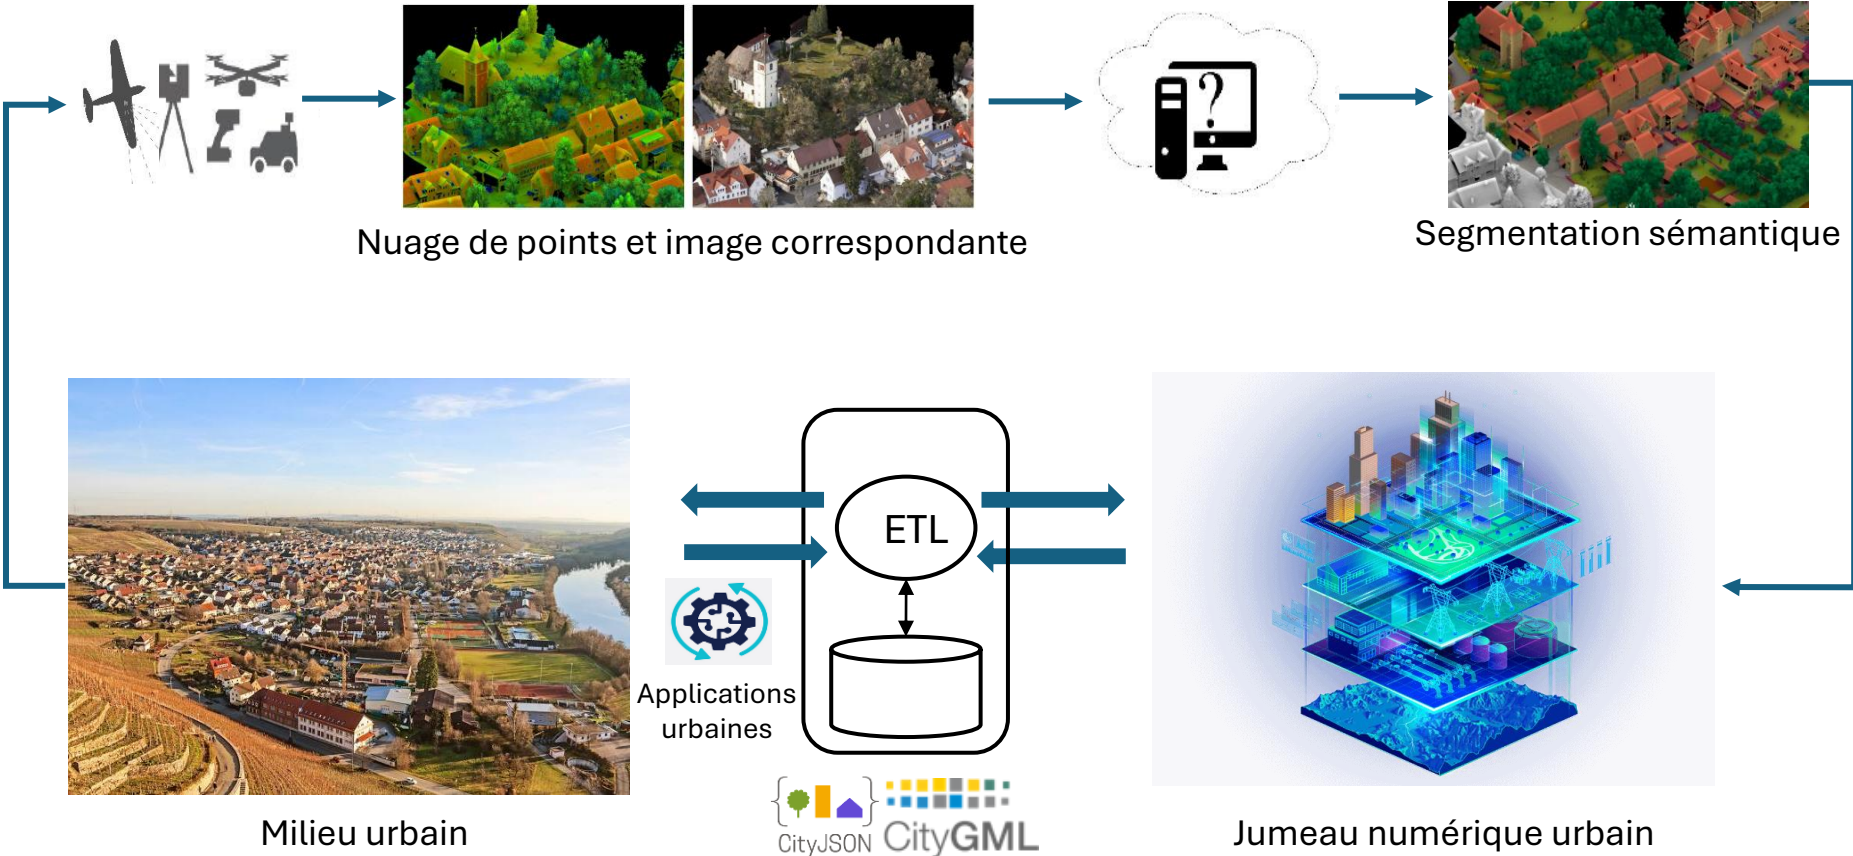 ?
Nuage de points et image correspondante
Segmentation sémantique
ETL
Applications
urbaines
CityJSON
CityGML
Milieu urbain
Jumeau numérique urbain